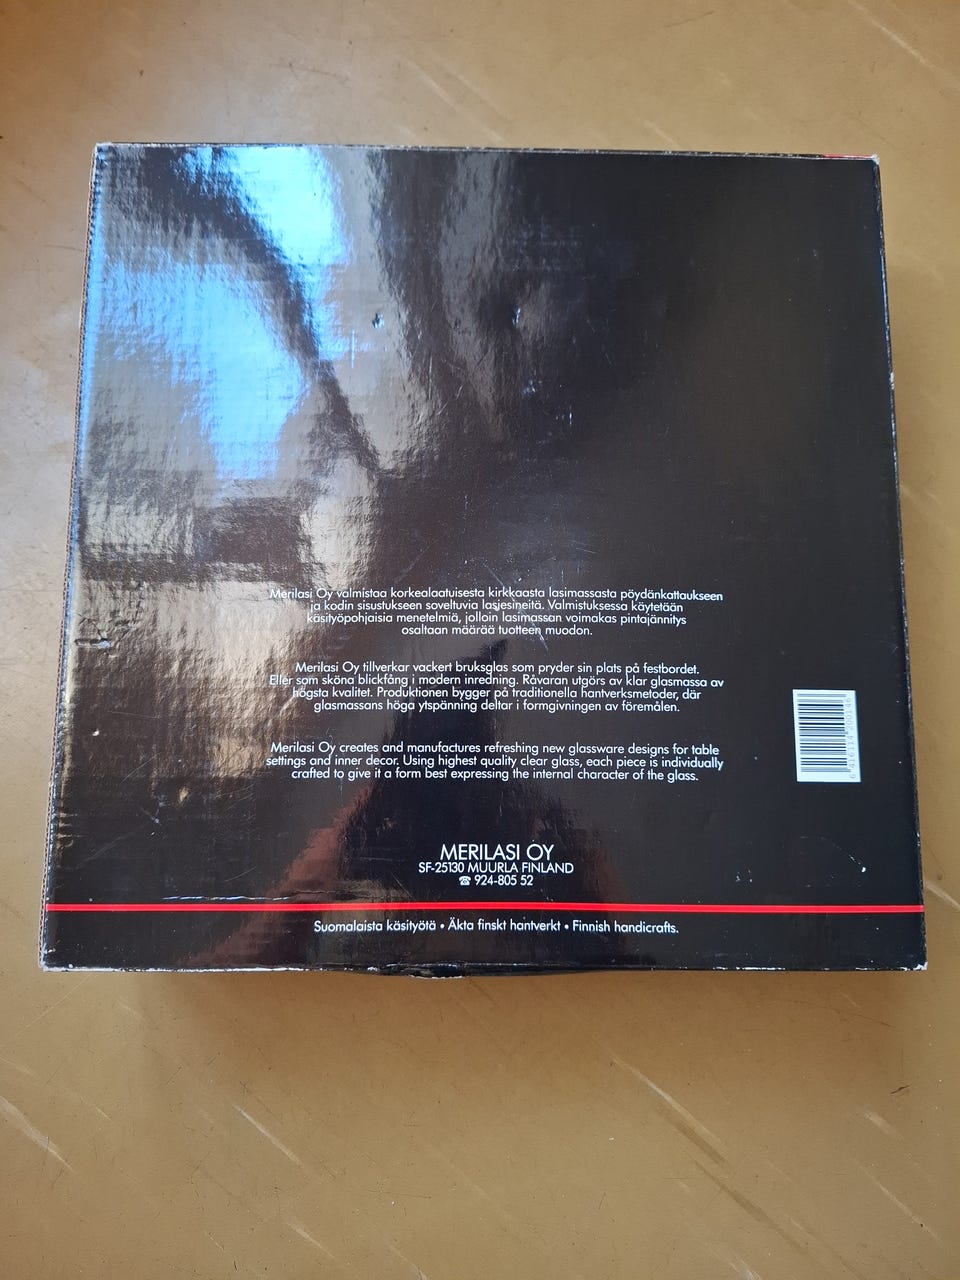 Merilasi Oy valmistaa korkealaatuisesta kirkkaasta lasimassasta pöydänkattaukseen
ja kodin sisustukseen soveltuvia lasiesineitä. Valmistuksessa käytetään
käsityöpohjaisia menetelmiä, jolloin lasimassan voimakas pintajännitys
osaltaan määrää tuotteen muodon.
Merilasi Oy tillverkar vackert bruksglas som pryder sin plats på festbordet.
Eller som sköna blickfång i modern inredning. Råvaran utgörs av klar glasmassa av
högsta kvalitet. Produktionen bygger på traditionella hantverksmetoder, där
glasmassans höga ytspänning deltar i formgivningen av föremålen.
Merilasi Oy creates and manufactures refreshing new glassware designs for table
settings and inner decor. Using highest quality clear glass, each piece is individually
crafted to give it a form best expressing the internal character of the glass.
MERILASI OY
SF-25130 MUURLA FINLAND
☎ 924-805 52
Suomalaista käsityötä • Äkta finskt hantverkt • Finnish handicrafts.